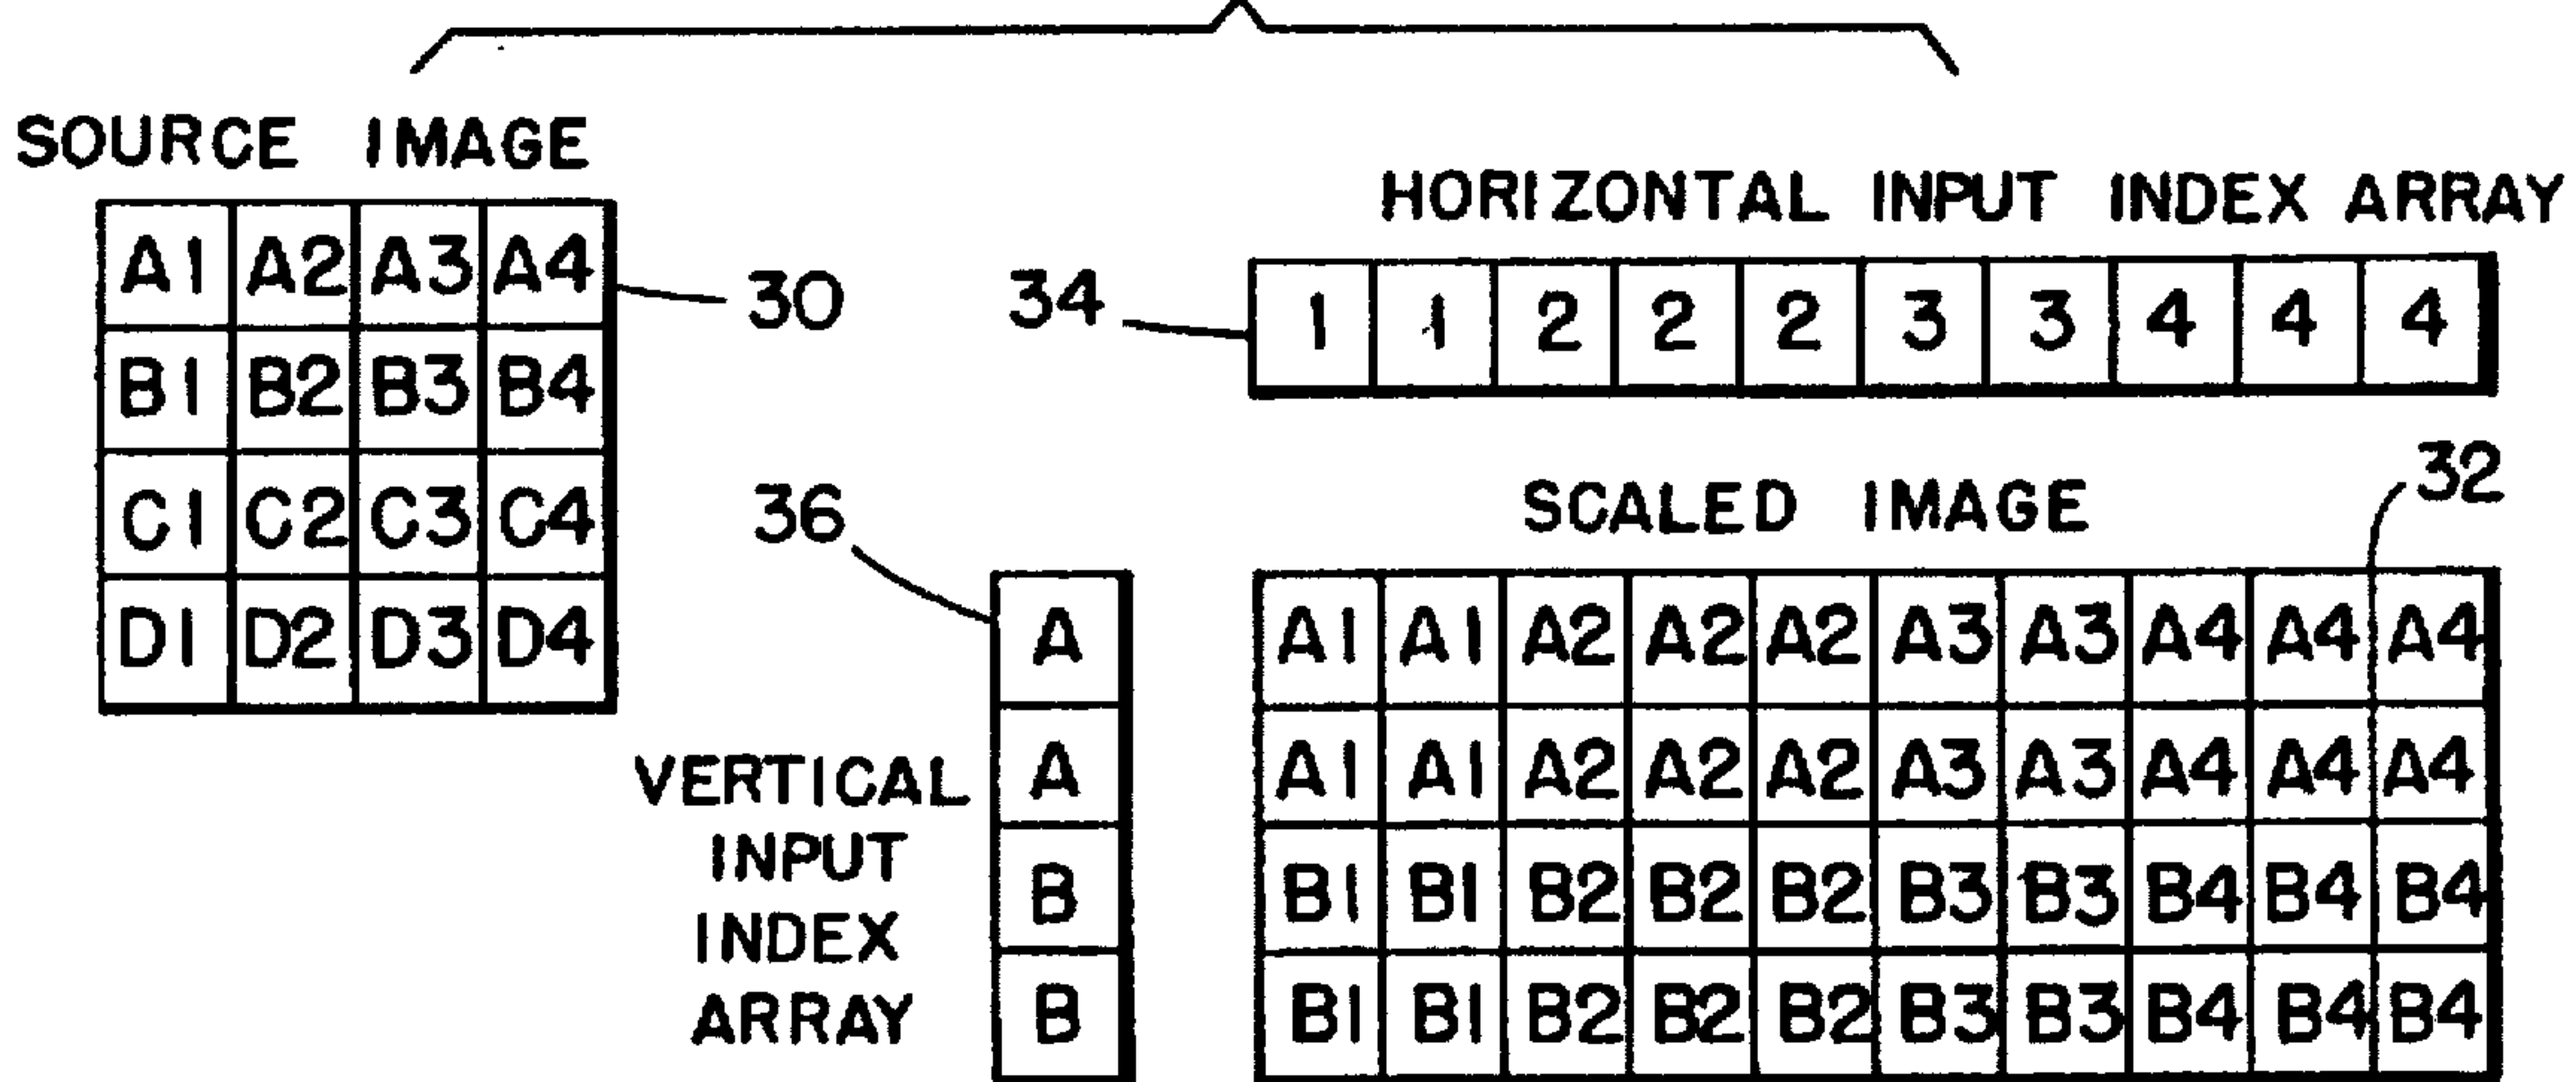 SOURCE IMAGE
A1 A2 A3 A4
B1 B2 B3 B4
C1 C2 C3 C4
D1 D2 D3 D4
30
HORIZONTAL INPUT INDEX ARRAY
34
1 1 2 2 2 3 3 4 4 4
36
VERTICAL
INPUT
INDEX
ARRAY
A
A
B
B
SCALED IMAGE
32
A1 A1 A2 A2 A2 A3 A3 A4 A4 A4
A1 A1 A2 A2 A2 A3 A3 A4 A4 A4
B1 B1 B2 B2 B2 B3 B3 B4 B4 B4
B1 B1 B2 B2 B2 B3 B3 B4 B4 B4